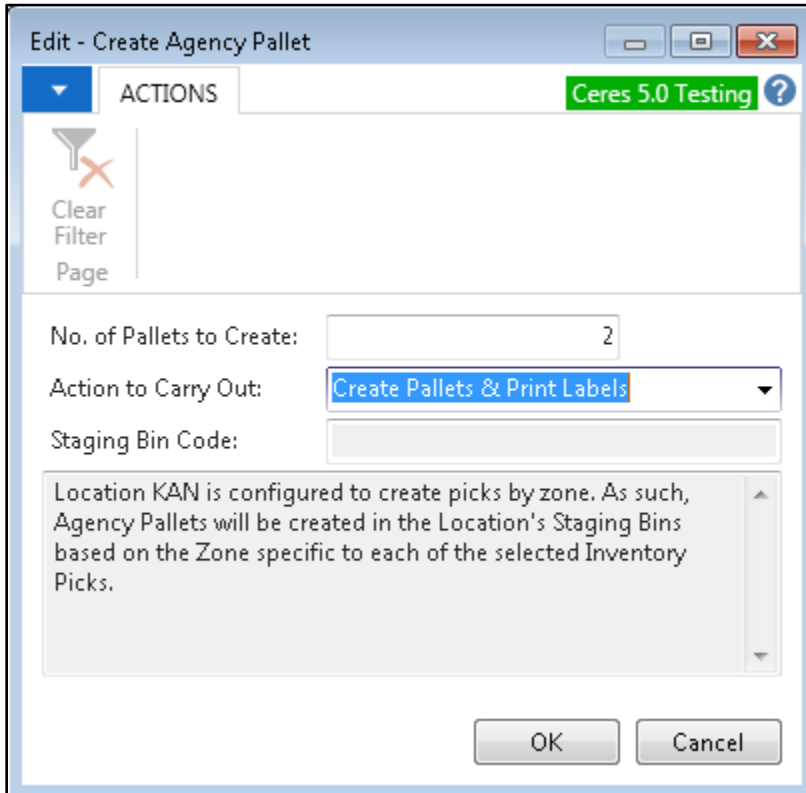 Edit - Create Agency Pallet
ACTIONS
Ceres 5.0 Testing
?
Clear
Filter
Page
No. of Pallets to Create:
2
Action to Carry Out:
Create Pallets & Print Labels
Staging Bin Code:
Location KAN is configured to create picks by zone. As such,
Agency Pallets will be created in the Location's Staging Bins
based on the Zone specific to each of the selected Inventory
Picks.
OK
Cancel